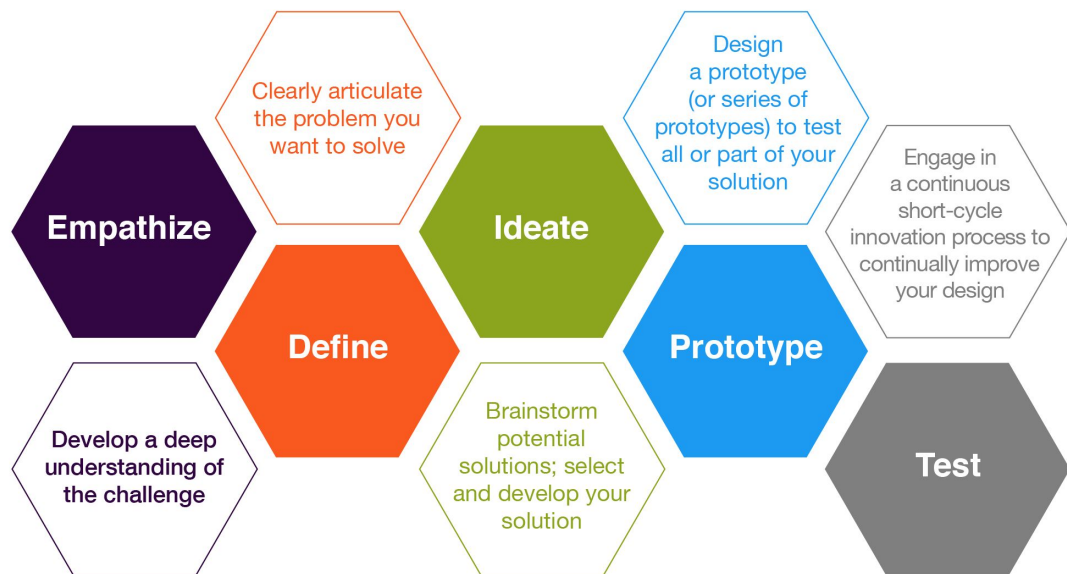 Empathize
Develop a deep
understanding of
the challenge
Clearly articulate
the problem you
want to solve
Define
Ideate
Brainstorm
potential
solutions; select
and develop your
solution
Design
a prototype
(or series of
prototypes) to test
all or part of your
solution
Prototype
Engage in
a continuous
short-cycle
innovation process to
continually improve
your design
Test